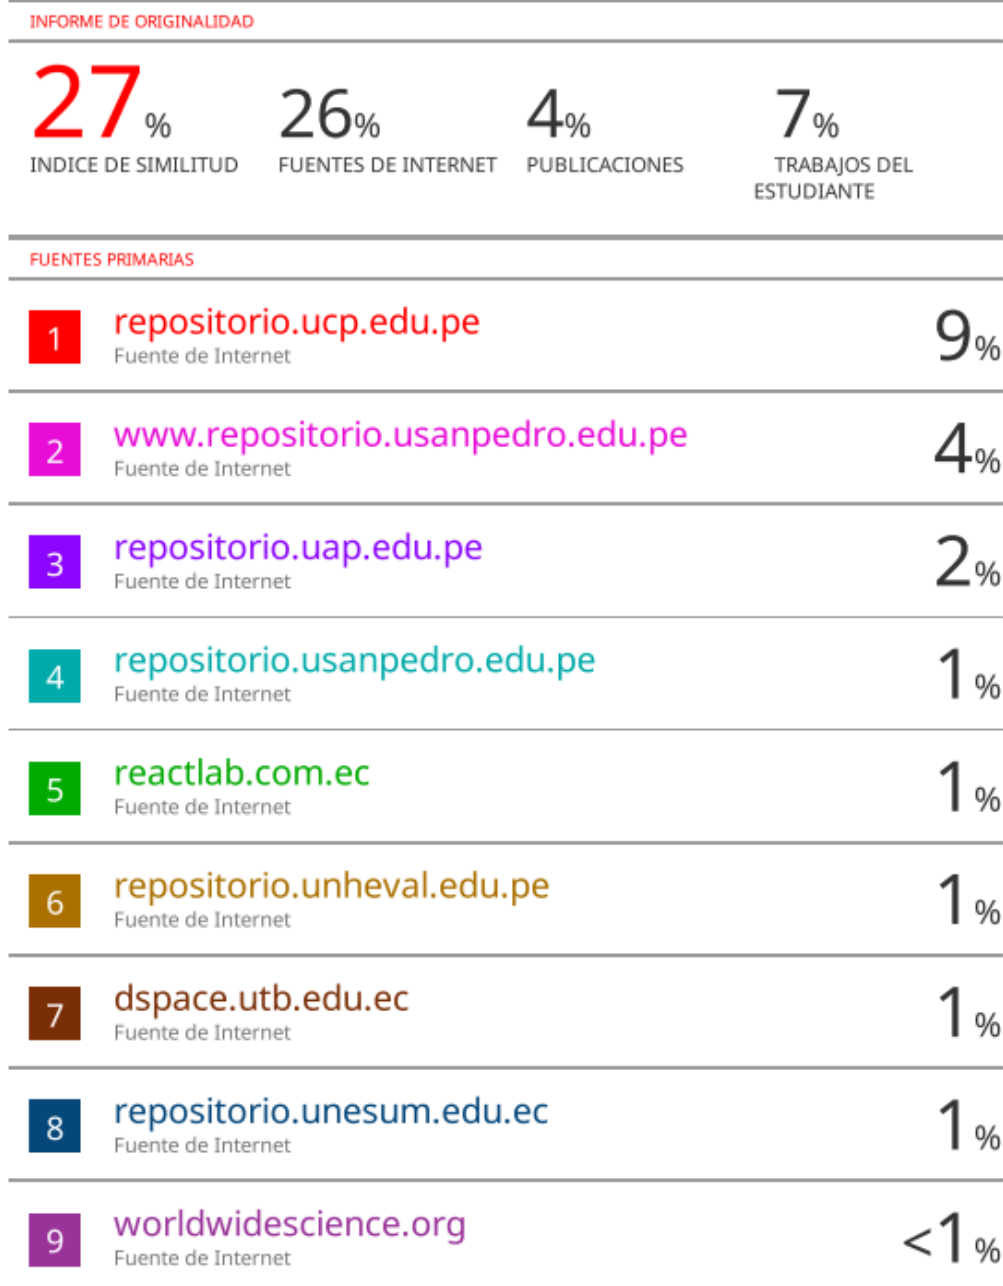 INFORME DE ORIGINALIDAD
27%
26%
4%
7%
INDICE DE SIMILITUD
FUENTES DE INTERNET
PUBLICACIONES
TRABAJOS DEL
ESTUDIANTE
FUENTES PRIMARIAS
1
repositorio.ucp.edu.pe
Fuente de Internet
9%
2
www.repositorio.usanpedro.edu.pe
Fuente de Internet
4%
3
repositorio.uap.edu.pe
Fuente de Internet
2%
4
repositorio.usanpedro.edu.pe
Fuente de Internet
1%
5
reactlab.com.ec
Fuente de Internet
1%
6
repositorio.unheval.edu.pe
Fuente de Internet
1%
7
dspace.utb.edu.ec
Fuente de Internet
1%
8
repositorio.unesum.edu.ec
Fuente de Internet
1%
9
worldwidescience.org
Fuente de Internet
<1%